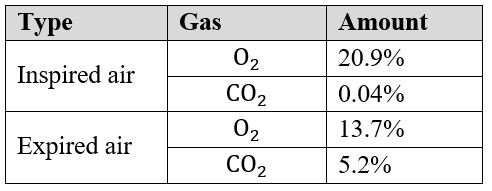 Type Gas Amount
Inspired air O₂ 20.9%
CO₂ 0.04%
Expired air O₂ 13.7%
CO₂ 5.2%